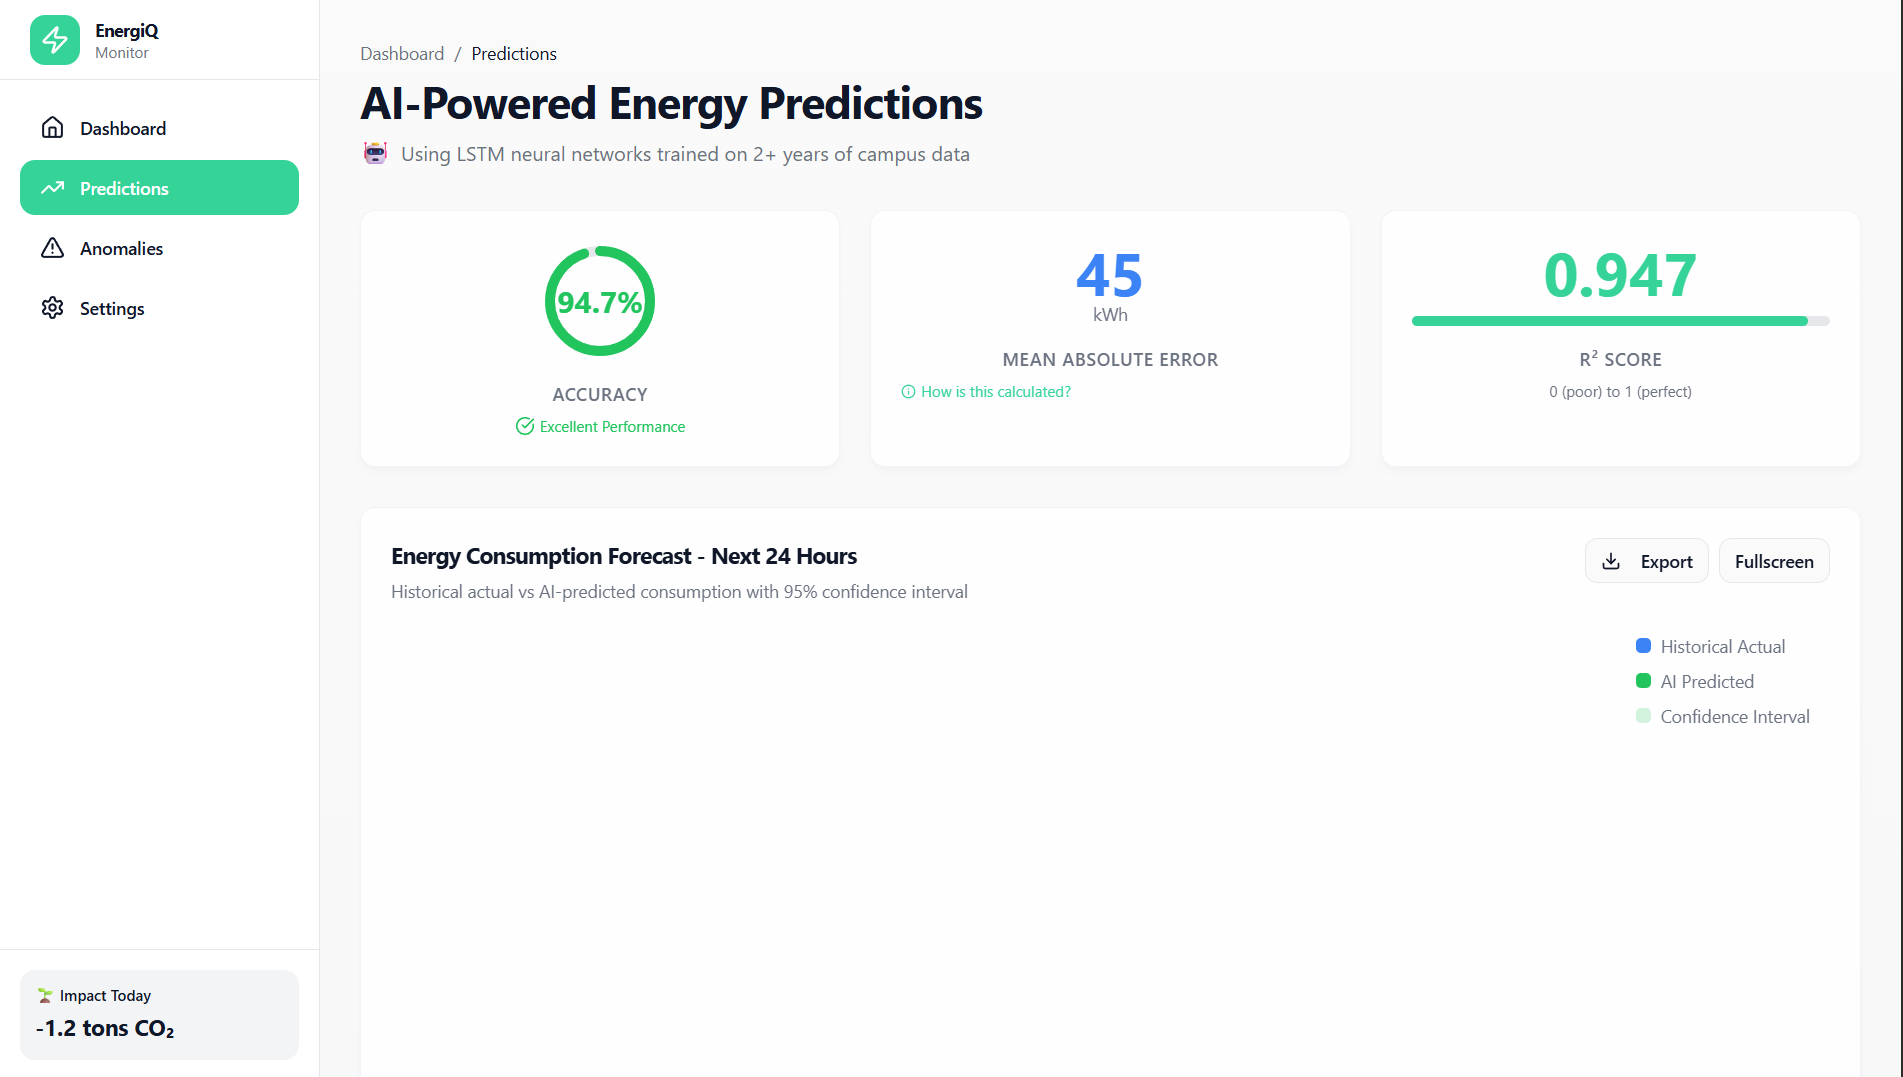 EnergiQ
Monitor
Dashboard
Predictions
Anomalies
Settings
Impact Today
-1.2 tons CO₂
Dashboard / Predictions
AI-Powered Energy Predictions
Using LSTM neural networks trained on 2+ years of campus data
94.7%
ACCURACY
Excellent Performance
45
kWh
MEAN ABSOLUTE ERROR
How is this calculated?
0.947
R² SCORE
0 (poor) to 1 (perfect)
Energy Consumption Forecast - Next 24 Hours
Historical actual vs AI-predicted consumption with 95% confidence interval
Export
Fullscreen
Historical Actual
AI Predicted
Confidence Interval